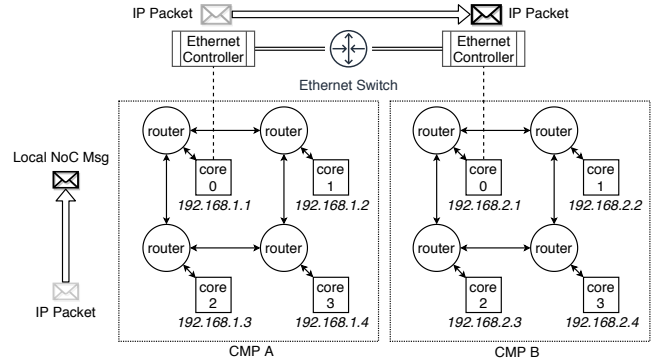 IP Packet
IP Packet
Ethernet
Controller
Ethernet
Controller
Ethernet Switch
router
router
router
router
Local NoC Msg
core
0
core
1
core
0
core
1
192.168.1.1
192.168.1.2
192.168.2.1
192.168.2.2
router
router
router
router
IP Packet
core
2
core
3
core
2
core
3
192.168.1.3
192.168.1.4
192.168.2.3
192.168.2.4
CMP A
CMP B